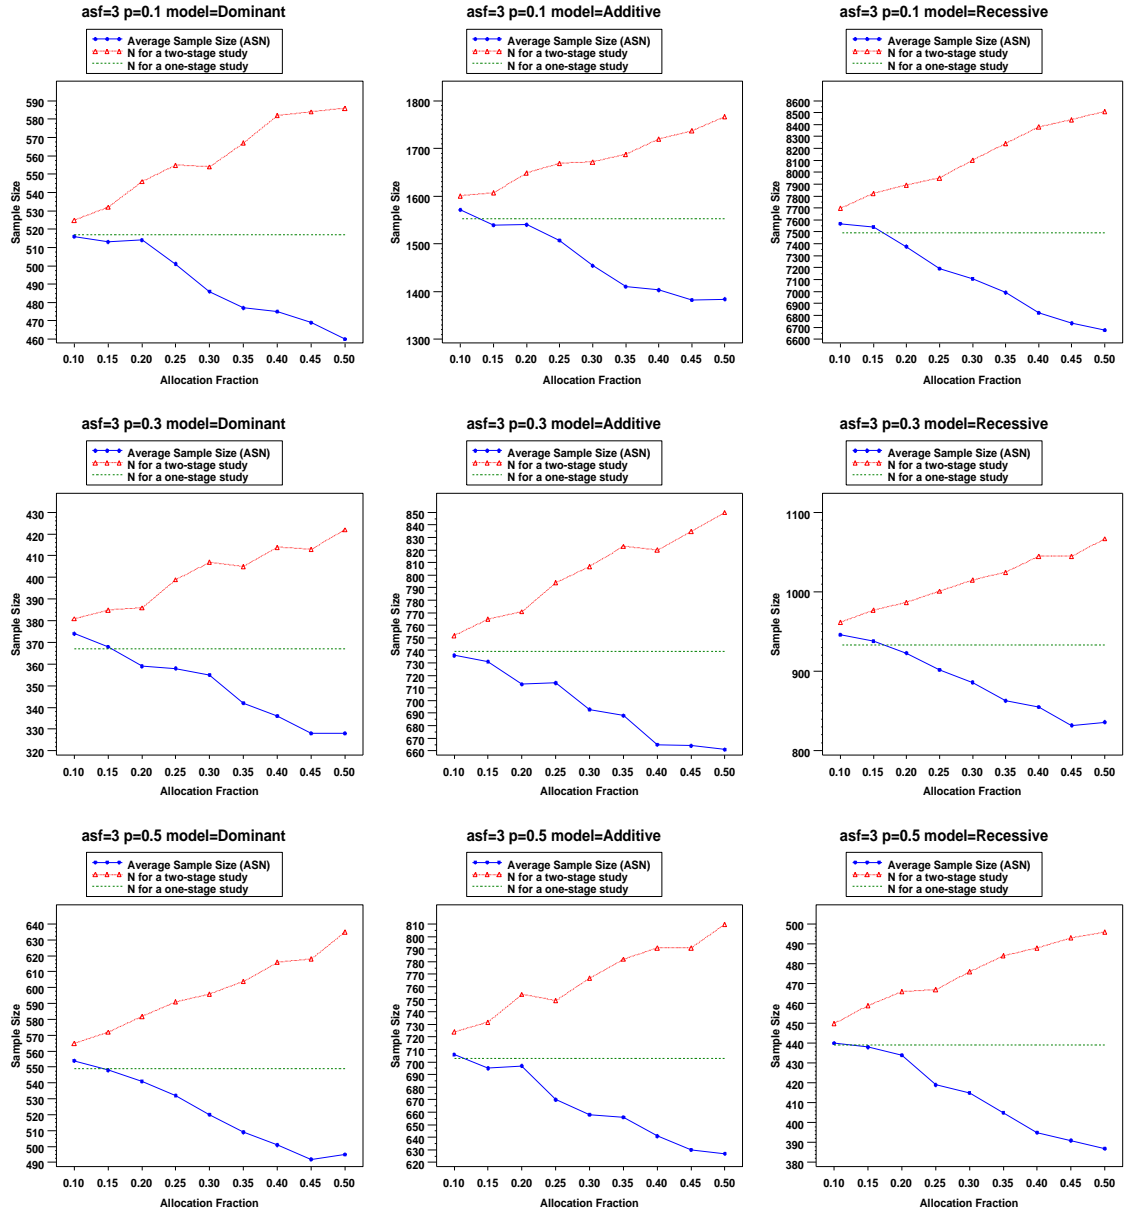 asf=3 p=0.1 model=Dominant
Average Sample Size (ASN)
N for a two-stage study
N for a one-stage study
590
580
570
560
550
540
530
520
510
500
490
480
470
460
Sample Size
0.10 0.15 0.20 0.25 0.30 0.35 0.40 0.45 0.50
Allocation Fraction
asf=3 p=0.1 model=Additive
Average Sample Size (ASN)
N for a two-stage study
N for a one-stage study
1800
1700
1600
1500
1400
1300
Sample Size
0.10 0.15 0.20 0.25 0.30 0.35 0.40 0.45 0.50
Allocation Fraction
asf=3 p=0.1 model=Recessive
Average Sample Size (ASN)
N for a two-stage study
N for a one-stage study
8600
8500
8400
8300
8200
8100
8000
7900
7800
7700
7600
7500
7400
7300
7200
7100
7000
6900
6800
6700
6600
Sample Size
0.10 0.15 0.20 0.25 0.30 0.35 0.40 0.45 0.50
Allocation Fraction
asf=3 p=0.3 model=Dominant
Average Sample Size (ASN)
N for a two-stage study
N for a one-stage study
430
420
410
400
390
380
370
360
350
340
330
320
Sample Size
0.10 0.15 0.20 0.25 0.30 0.35 0.40 0.45 0.50
Allocation Fraction
asf=3 p=0.3 model=Additive
Average Sample Size (ASN)
N for a two-stage study
N for a one-stage study
850
840
830
820
810
800
790
780
770
760
750
740
730
720
710
700
690
680
670
660
Sample Size
0.10 0.15 0.20 0.25 0.30 0.35 0.40 0.45 0.50
Allocation Fraction
asf=3 p=0.3 model=Recessive
Average Sample Size (ASN)
N for a two-stage study
N for a one-stage study
1100
1000
900
800
Sample Size
0.10 0.15 0.20 0.25 0.30 0.35 0.40 0.45 0.50
Allocation Fraction
asf=3 p=0.5 model=Dominant
Average Sample Size (ASN)
N for a two-stage study
N for a one-stage study
640
630
620
610
600
590
580
570
560
550
540
530
520
510
500
490
Sample Size
0.10 0.15 0.20 0.25 0.30 0.35 0.40 0.45 0.50
Allocation Fraction
asf=3 p=0.5 model=Additive
Average Sample Size (ASN)
N for a two-stage study
N for a one-stage study
810
800
790
780
770
760
750
740
730
720
710
700
690
680
670
660
650
640
630
620
Sample Size
0.10 0.15 0.20 0.25 0.30 0.35 0.40 0.45 0.50
Allocation Fraction
asf=3 p=0.5 model=Recessive
Average Sample Size (ASN)
N for a two-stage study
N for a one-stage study
500
490
480
470
460
450
440
430
420
410
400
390
380
Sample Size
0.10 0.15 0.20 0.25 0.30 0.35 0.40 0.45 0.50
Allocation Fraction